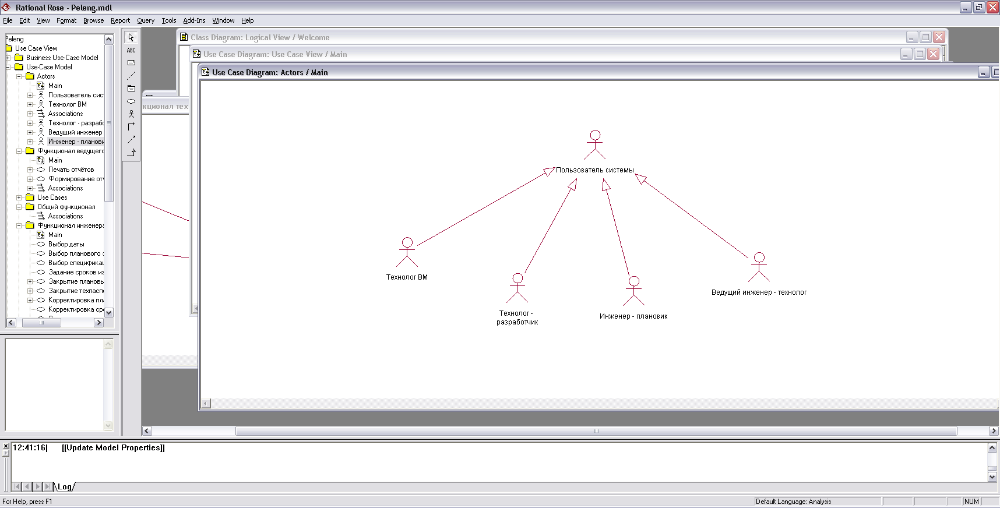 Rational Rose - Peleng.mdl
File Edit View Format Browse Report Query Tools Add-Ins Window Help
Peleng
Use Case View
Business Use-Case Model
Use-Case Model
Actors
Main
Пользователь сис
Технолог ВМ
Associations
Технолог - разраб
Ведущий инженер
Инженер - планов
Функционал ведущего
Main
Печать отчётов
Формирование от
Associations
Use Cases
Общий функционал
Associations
Функционал инженера
Main
Выбор даты
Выбор планового
Выбор специфика
Задание сроков из
Закрытие плановы
Закрытие техпасп
Корректировка пл
Корректировка ср
ABC
Class Diagram: Logical View / Welcome
Use Case Diagram: Use Case View / Main
Use Case Diagram: Actors / Main
кционал тех
Пользователь системы
Технолог ВМ
Технолог -
разработчик
Инженер - плановик
Ведущий инженер - технолог
12:41:16| [[Update Model Properties]]
Log
For Help, press F1
Default Language: Analysis
NUM